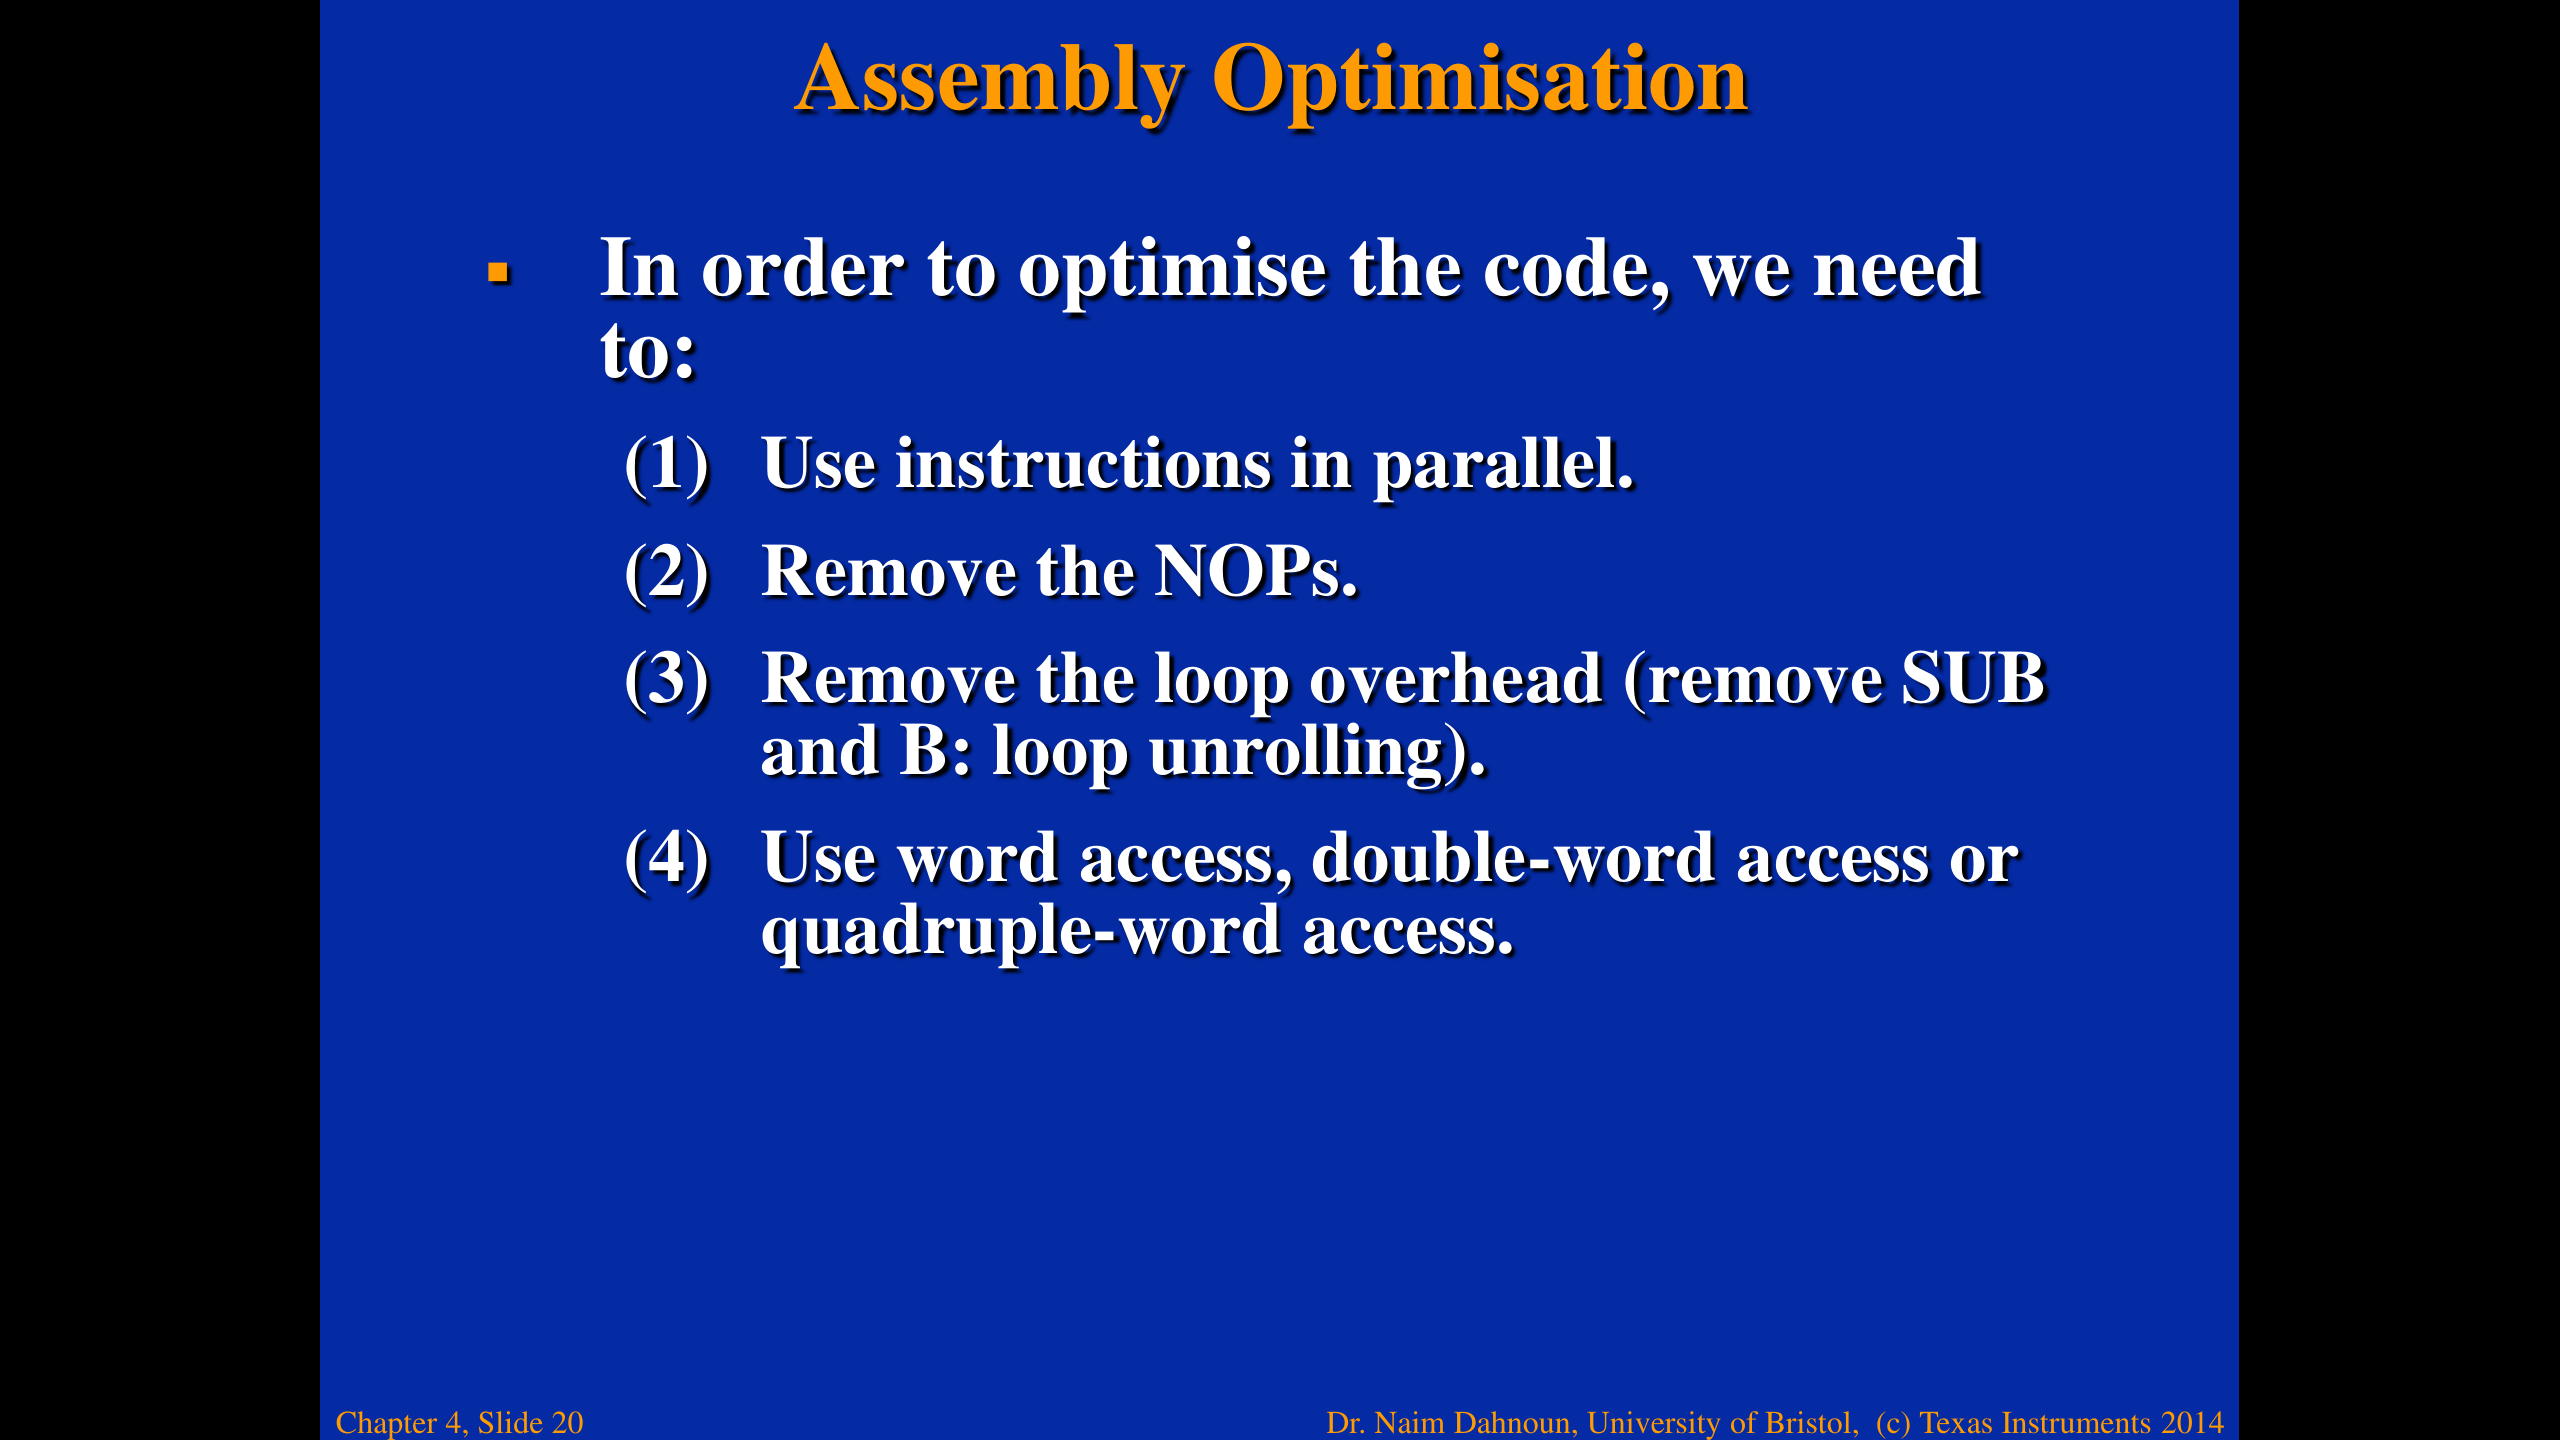 Assembly Optimisation
▪ In order to optimise the code, we need
to:
(1) Use instructions in parallel.
(2) Remove the NOPs.
(3) Remove the loop overhead (remove SUB
and B: loop unrolling).
(4) Use word access, double-word access or
quadruple-word access.
Chapter 4, Slide 20
Dr. Naim Dahnoun, University of Bristol, (c) Texas Instruments 2014